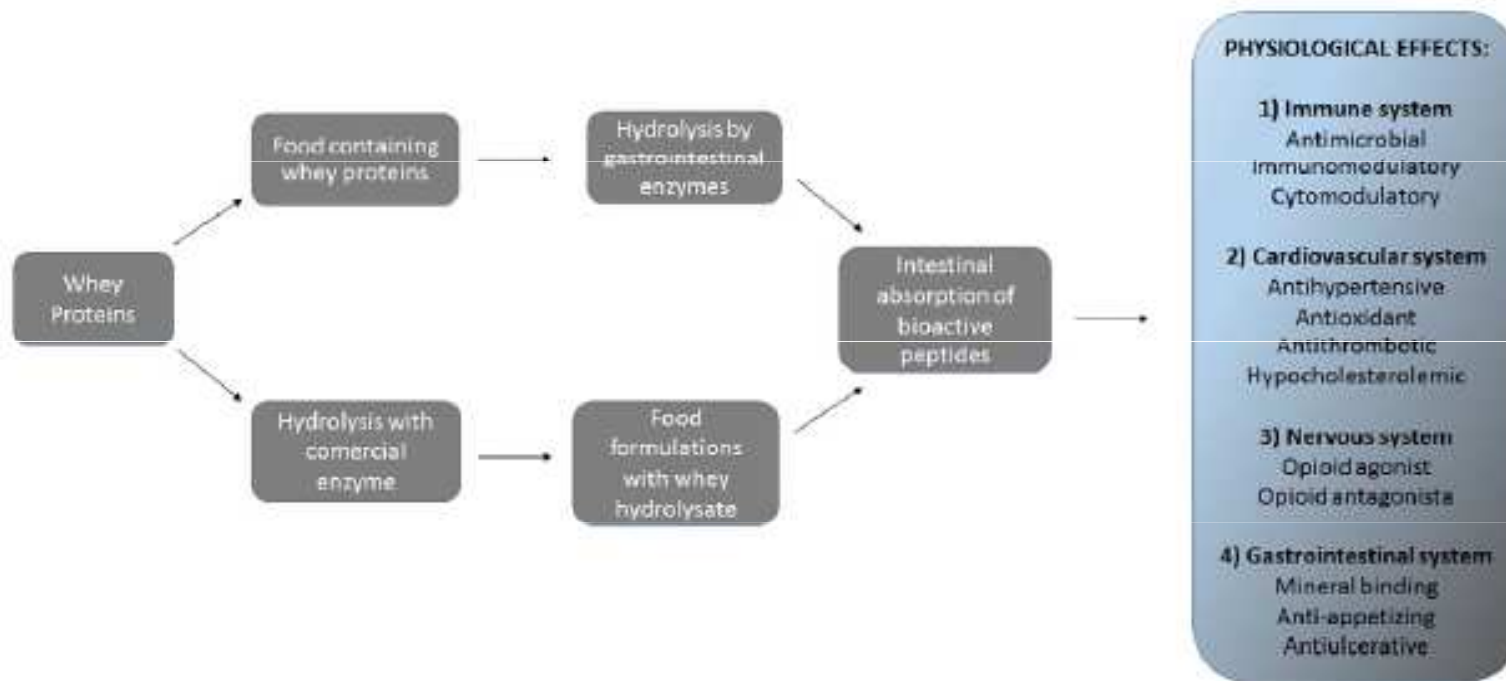 Whey
Proteins
Food containing
whey proteins
Hydrolysis by
gastrointestinal
enzymes
Hydrolysis with
comercial
enzyme
Food
formulations
with whey
hydrolysate
Intestinal
absorption of
bioactive
peptides
PHYSIOLOGICAL EFFECTS:
1) Immune system
Antimicrobial
Immunomodulatory
Cytomodulatory
2) Cardiovascular system
Antihypertensive
Antioxidant
Antithrombotic
Hypocholesterolemic
3) Nervous system
Opioid agonist
Opioid antagonista
4) Gastrointestinal system
Mineral binding
Anti-appetizing
Antiulcerative